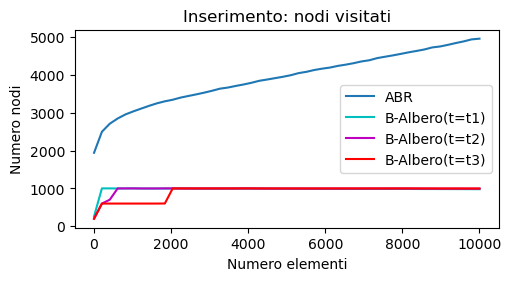 Inserimento: nodi visitati
Numero nodi
5000
4000
3000
2000
1000
0
ABR
B-Albero(t=t1)
B-Albero(t=t2)
B-Albero(t=t3)
0 2000 4000 6000 8000 10000
Numero elementi